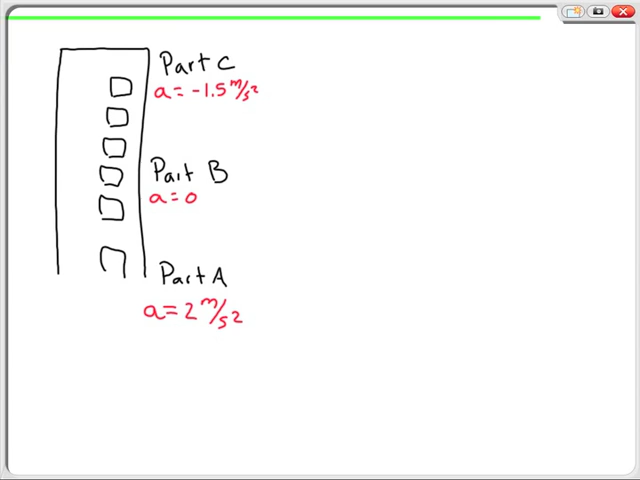 Part C
a = -1.5 m/s²
Part B
a = 0
Part A
a = 2 m/s²